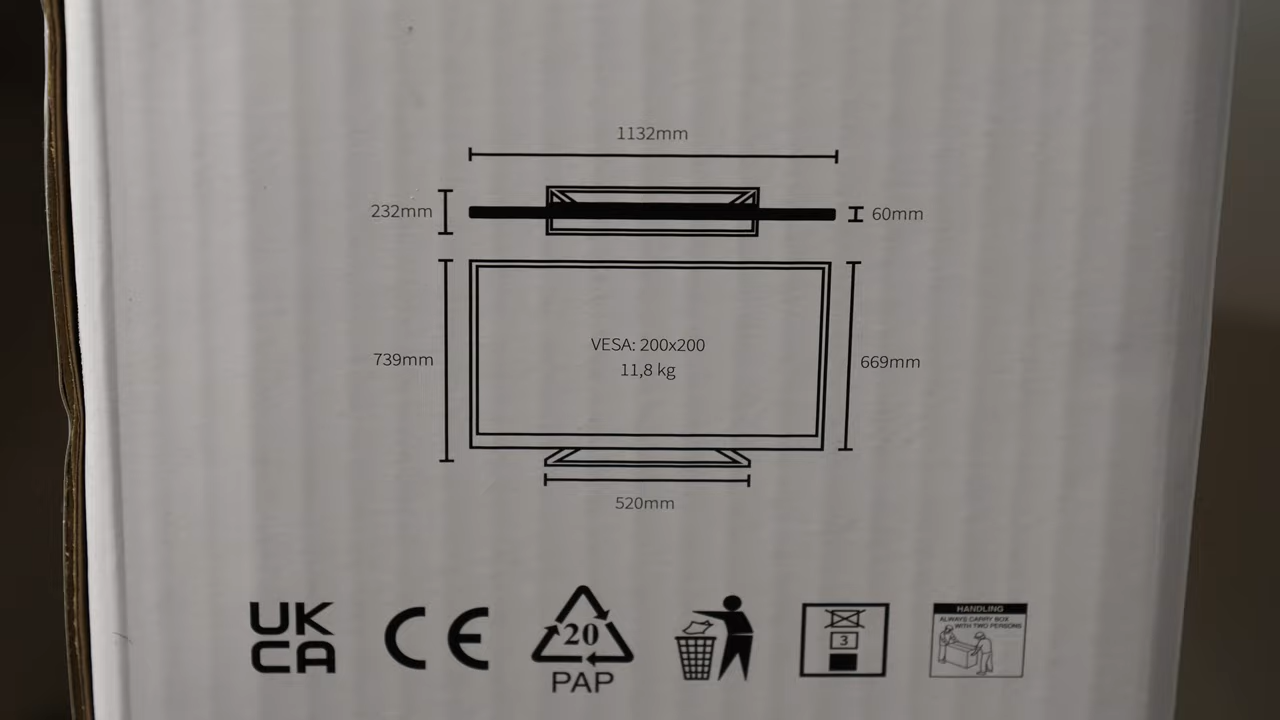 1132mm
232mm
60mm
VESA: 200x200
11,8 kg
739mm
669mm
520mm
UK
CA
CE
20
PAP
3
HANDLING
ALWAYS CARRY BOX
WITH TWO PERSONS